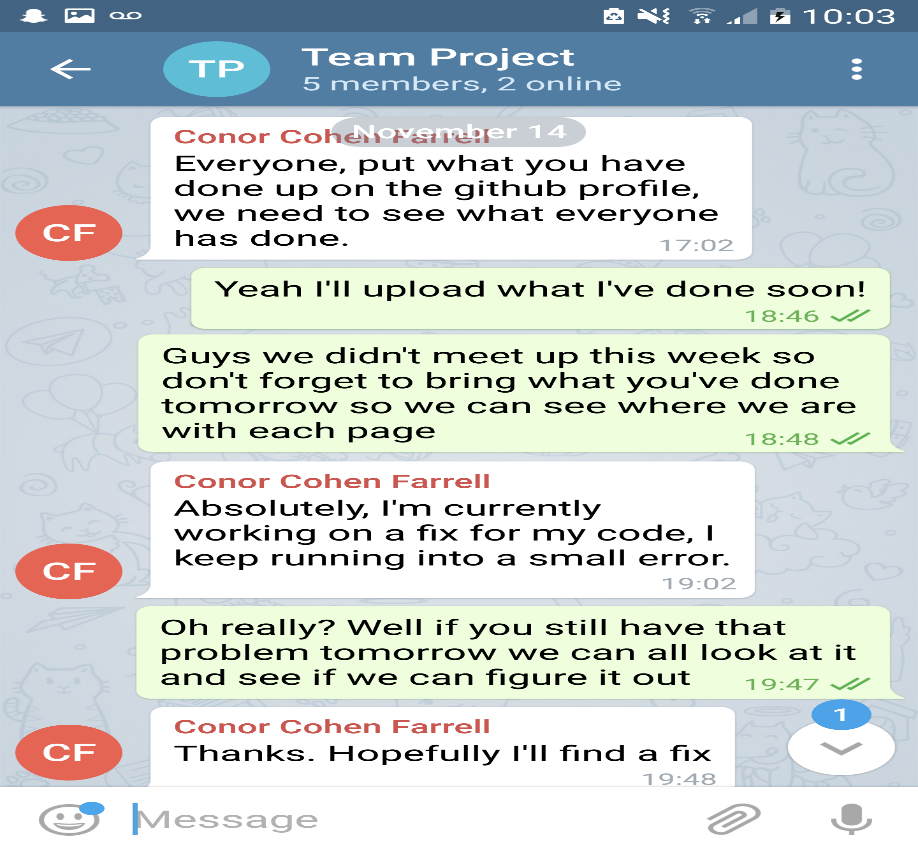 10:03
TP
Team Project
5 members, 2 online
November 14
Conor Cohen Farrell
Everyone, put what you have
done up on the github profile,
we need to see what everyone
has done.
17:02
CF
Yeah I'll upload what I've done soon!
18:46
Guys we didn't meet up this week so
don't forget to bring what you've done
tomorrow so we can see where we are
with each page
18:48
Conor Cohen Farrell
Absolutely, I'm currently
working on a fix for my code, I
keep running into a small error.
19:02
CF
Oh really? Well if you still have that
problem tomorrow we can all look at it
and see if we can figure it out
19:47
1
Conor Cohen Farrell
Thanks. Hopefully I'll find a fix
19:48
CF
Message